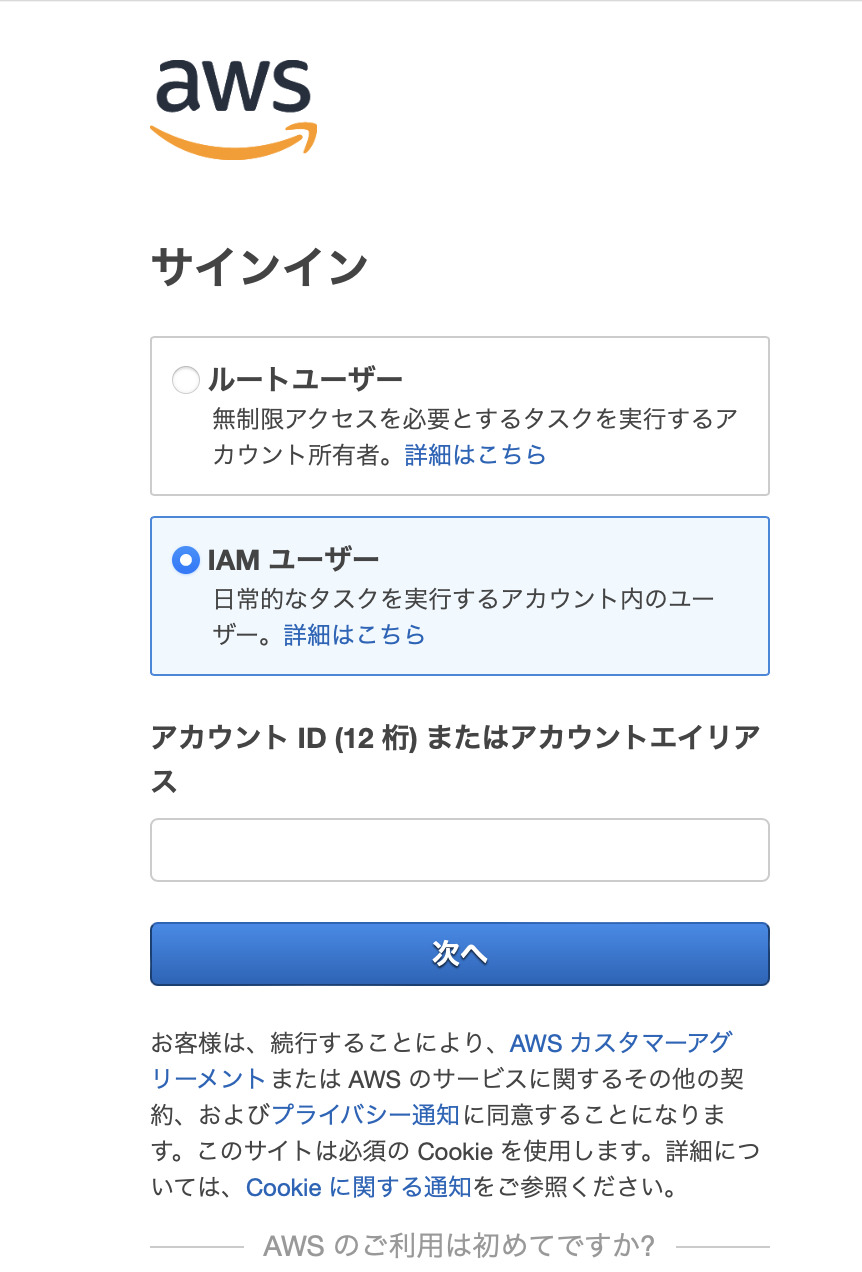 aws
サインイン
ルートユーザー
無制限アクセスを必要とするタスクを実行するア
カウント所有者。詳細はこちら
IAM ユーザー
日常的なタスクを実行するアカウント内のユー
ザー。詳細はこちら
アカウント ID (12 桁) またはアカウントエイリア
ス
次へ
お客様は、続行することにより、AWS カスタマーアグ
リーメントまたは AWS のサービスに関するその他の契
約、およびプライバシー通知に同意することになりま
す。このサイトは必須の Cookie を使用します。詳細につ
いては、Cookie に関する通知をご参照ください。
AWS のご利用は初めてですか?